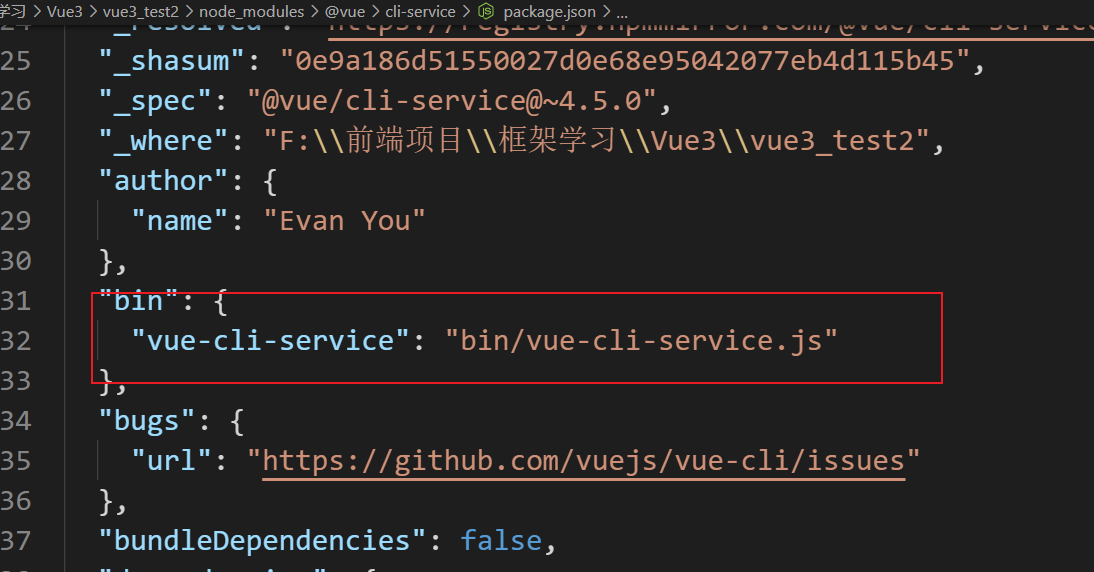 学习 > Vue3 > vue3_test2 > node_modules > @vue > cli-service > package.json > ...
24 "_resolved": "https://registry.npmmirror.com/@vue/cli-service
25 "_shasum": "0e9a186d51550027d0e68e95042077eb4d115b45",
26 "_spec": "@vue/cli-service@~4.5.0",
27 "_where": "F:\\前端项目\\框架学习\\Vue3\\vue3_test2",
28 "author": {
29 "name": "Evan You"
30 },
31 "bin": {
32 "vue-cli-service": "bin/vue-cli-service.js"
33 },
34 "bugs": {
35 "url": "https://github.com/vuejs/vue-cli/issues"
36 },
37 "bundleDependencies": false,